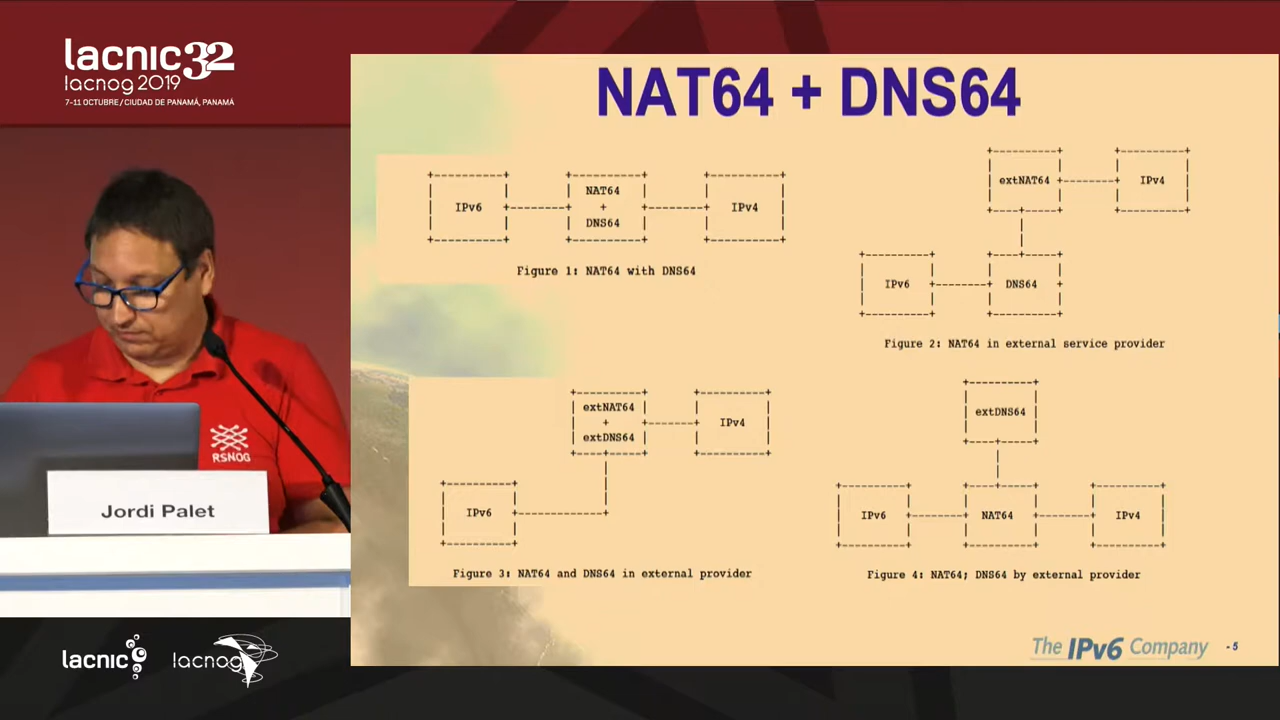 lacnic 32
lacnog 2019
7-11 OCTUBRE / CIUDAD DE PANAMÁ, PANAMÁ
NAT64 + DNS64
IPv6
NAT64
+
DNS64
IPv4
Figure 1: NAT64 with DNS64
extNAT64
IPv4
IPv6
DNS64
Figure 2: NAT64 in external service provider
extNAT64
+
extDNS64
IPv4
IPv6
Figure 3: NAT64 and DNS64 in external provider
extDNS64
IPv6
NAT64
IPv4
Figure 4: NAT64; DNS64 by external provider
The IPv6 Company
- 5
RSNOG
Jordi Palet
lacnic
lacnog